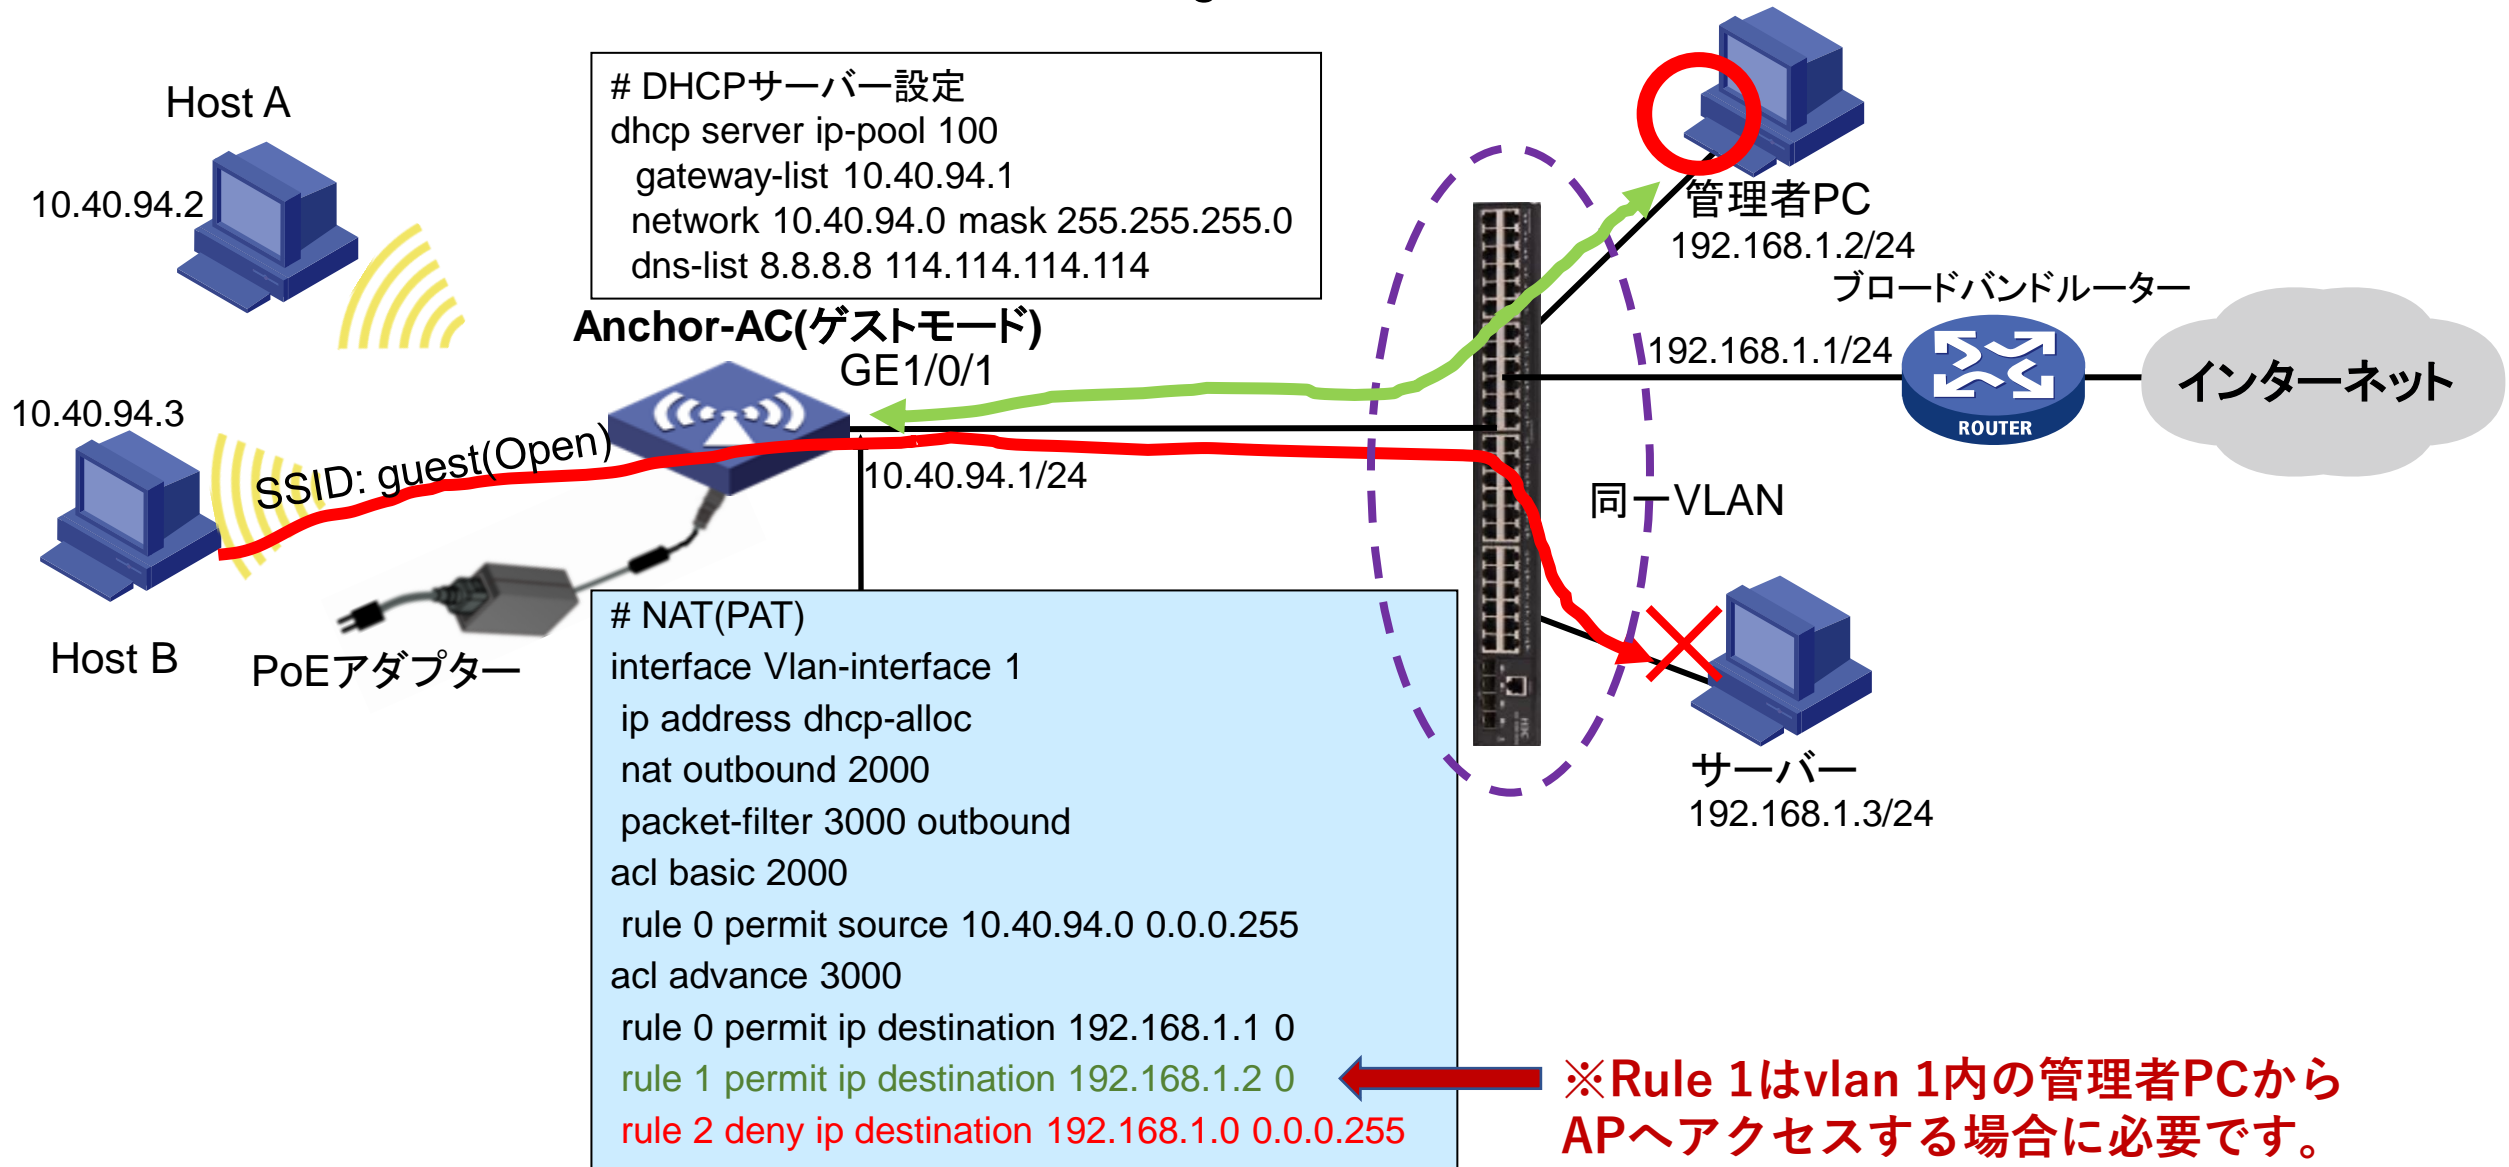 # DHCPサーバー設定
dhcp server ip-pool 100
gateway-list 10.40.94.1
network 10.40.94.0 mask 255.255.255.0
dns-list 8.8.8.8 114.114.114.114
Host A
10.40.94.2
管理者PC
192.168.1.2/24
ブロードバンドルーター
192.168.1.1/24
ROUTER
インターネット
Anchor-AC(ゲストモード)
GE1/0/1
10.40.94.1/24
10.40.94.3
SSID: guest(Open)
Host B
PoEアダプター
同一VLAN
サーバー
192.168.1.3/24
# NAT(PAT)
interface Vlan-interface 1
ip address dhcp-alloc
nat outbound 2000
packet-filter 3000 outbound
acl basic 2000
rule 0 permit source 10.40.94.0 0.0.0.255
acl advance 3000
rule 0 permit ip destination 192.168.1.1 0
rule 1 permit ip destination 192.168.1.2 0
rule 2 deny ip destination 192.168.1.0 0.0.0.255
※Rule 1はvlan 1内の管理者PCから
APへアクセスする場合に必要です。